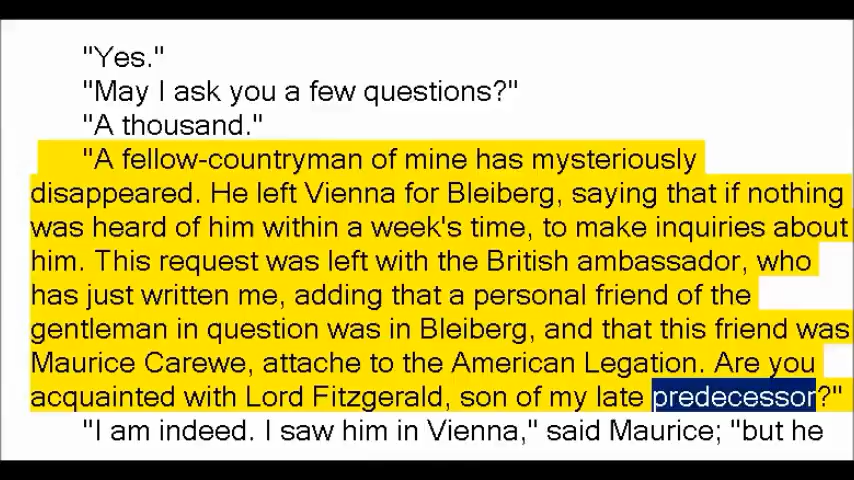 "Yes."
"May I ask you a few questions?"
"A thousand."
"A fellow-countryman of mine has mysteriously
disappeared. He left Vienna for Bleiberg, saying that if nothing
was heard of him within a week's time, to make inquiries about
him. This request was left with the British ambassador, who
has just written me, adding that a personal friend of the
gentleman in question was in Bleiberg, and that this friend was
Maurice Carewe, attache to the American Legation. Are you
acquainted with Lord Fitzgerald, son of my late predecessor?"
"I am indeed. I saw him in Vienna," said Maurice; "but he